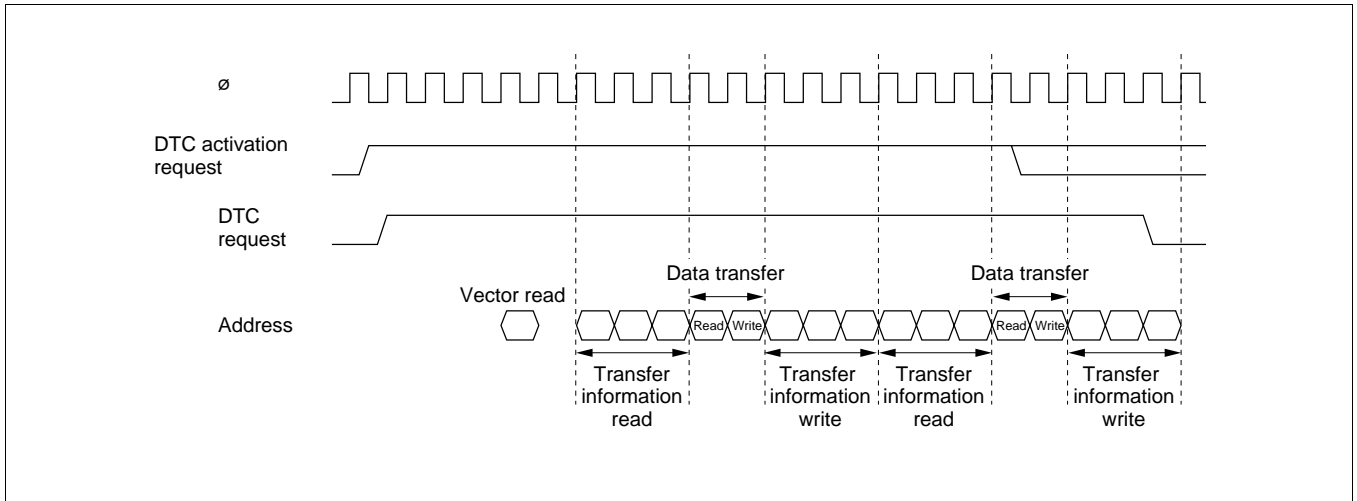 ø
DTC activation
request
DTC
request
Data transfer
Data transfer
Vector read
Address
Read Write
Read Write
Transfer
information
read
Transfer
information
write
Transfer
information
read
Transfer
information
write